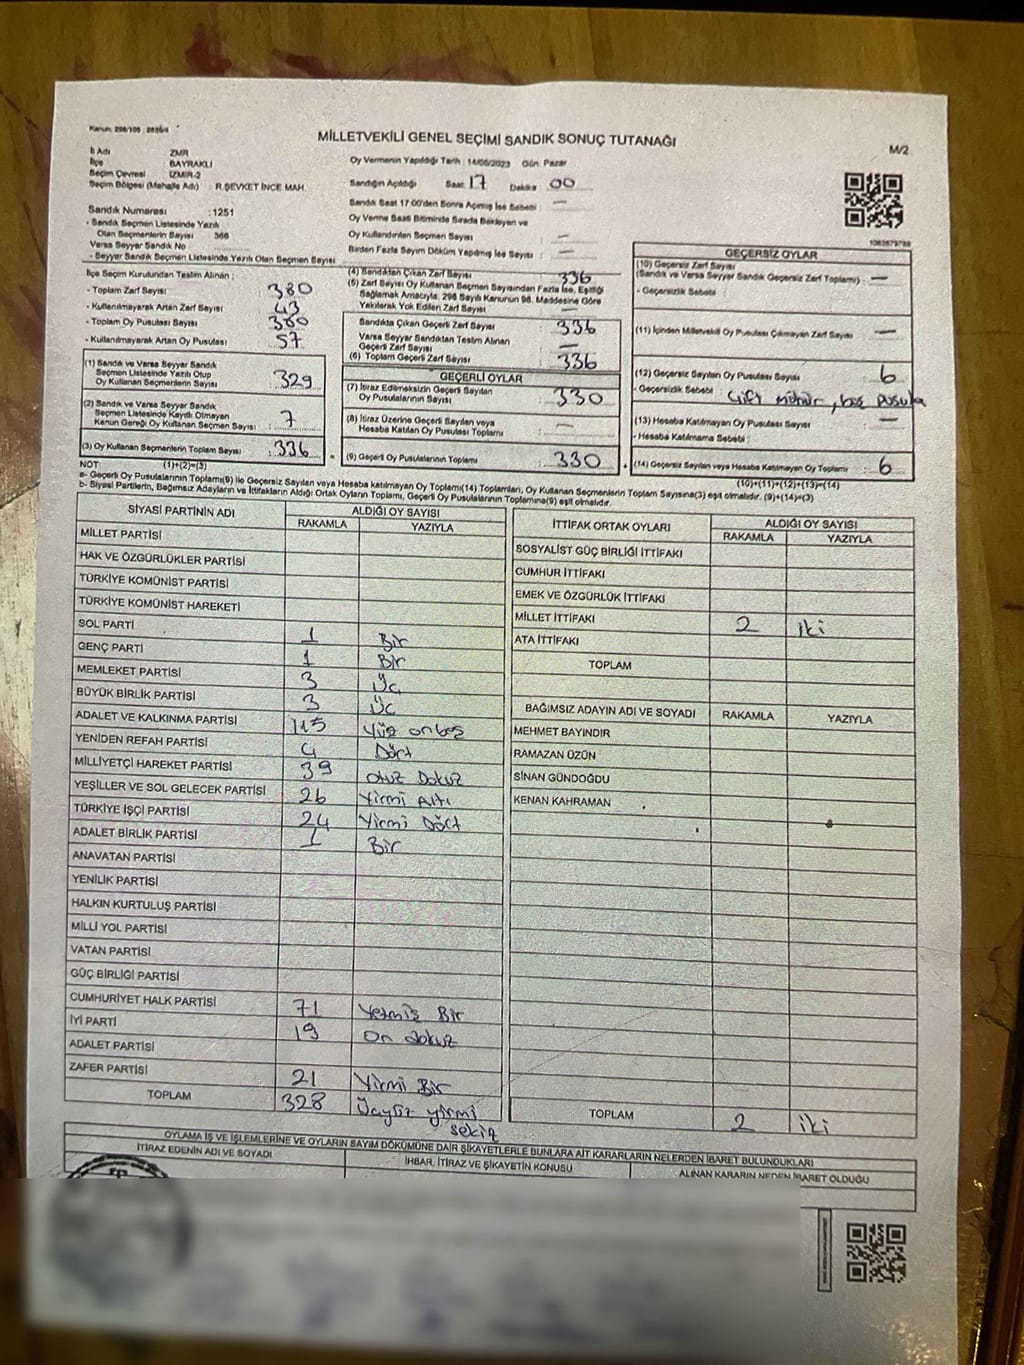 Kanun: 298/105 , 2839/4
MİLLETVEKİLİ GENEL SEÇİMİ SANDIK SONUÇ TUTANAĞI
M/2
İl Adı ZMR
İlçe BAYRAKLI
Seçim Çevresi İZMİR-2
Seçim Bölgesi (Mahalle Adı) : R.ŞEVKET İNCE MAH.
Oy Vermenin Yapıldığı Tarih : 14/05/2023 Gün: Pazar
Sandığın Açıldığı Saat 17 Dakika 00
Sandık Saat 17:00'den Sonra Açılmış İse Sebebi : —
Oy Verme Saati Bitiminde Sırada Bekleyen ve
Oy Kullandırılan Seçmen Sayısı : —
Birden Fazla Sayım Döküm Yapılmış İse Sayısı : —
Sandık Numarası : 1251
- Sandık Seçmen Listesinde Yazılı
Olan Seçmenlerin Sayısı : 366
Varsa Seyyar Sandık No
- Seyyar Sandık Seçmen Listesinde Yazılı Olan Seçmen Sayısı
İlçe Seçim Kurulundan Teslim Alınan ;
- Toplam Zarf Sayısı : 380
- Kullanılmayarak Artan Zarf Sayısı : 43
- Toplam Oy Pusulası Sayısı : 380
- Kullanılmayarak Artan Oy Pusulası : 57
(1) Sandık ve Varsa Seyyar Sandık
Seçmen Listesinde Yazılı Olup
Oy Kullanan Seçmenlerin Sayısı : 329
(2) Sandık ve Varsa Seyyar Sandık
Seçmen Listesinde Kayıtlı Olmayan
Kanun Gereği Oy Kullanan Seçmen Sayısı : 7
(3) Oy Kullanan Seçmenlerin Toplam Sayısı : 336
(4) Sandıktan Çıkan Zarf Sayısı : 336
(5) Zarf Sayısı Oy Kullanan Seçmen Sayısından Fazla İse, Eşitliği
Sağlamak Amacıyla, 298 Sayılı Kanunun 98. Maddesine Göre
Yakılarak Yok Edilen Zarf Sayısı : —
Sandıkta Çıkan Geçerli Zarf Sayısı : 336
Varsa Seyyar Sandıktan Teslim Alınan
Geçerli Zarf Sayısı : —
(6) Toplam Geçerli Zarf Sayısı : 336
GEÇERLİ OYLAR
(7) İtiraz Edilmeksizin Geçerli Sayılan
Oy Pusulalarının Sayısı : 330
(8) İtiraz Üzerine Geçerli Sayılan veya
Hesaba Katılan Oy Pusulası Toplamı : —
(9) Geçerli Oy Pusulalarının Toplamı : 330
1063879788
GEÇERSİZ OYLAR
(10) Geçersiz Zarf Sayısı
(Sandık ve Varsa Seyyar Sandık Geçersiz Zarf Toplamı) : —
- Geçersizlik Sebebi :
(11) İçinden Milletvekili Oy Pusulası Çıkmayan Zarf Sayısı : —
(12) Geçersiz Sayılan Oy Pusulası Sayısı : 6
- Geçersizlik Sebebi : Çift mühür, boş pusula
(13) Hesaba Katılmayan Oy Pusulası Sayısı : —
- Hesaba Katılmama Sebebi :
(14) Geçersiz Sayılan veya Hesaba Katılmayan Oy Toplamı : 6
NOT: (1)+(2)=(3) (10)+(11)+(12)+(13)=(14)
a- Geçerli Oy Pusulalarının Toplamı(9) ile Geçersiz Sayılan veya Hesaba katılmayan Oy Toplamı(14) Toplamları, Oy Kullanan Seçmenlerin Toplam Sayısına(3) eşit olmalıdır. (9)+(14)=(3)
b- Siyasi Partilerin, Bağımsız Adayların ve İttifakların Aldığı Ortak Oyların Toplamı, Geçerli Oy Pusulalarının Toplamına(9) eşit olmalıdır.
SİYASİ PARTİNİN ADI ALDIĞI OY SAYISI
RAKAMLA YAZIYLA
MİLLET PARTİSİ
HAK VE ÖZGÜRLÜKLER PARTİSİ
TÜRKİYE KOMÜNİST PARTİSİ
TÜRKİYE KOMÜNİST HAREKETİ
SOL PARTİ 1 Bir
GENÇ PARTİ 1 Bir
MEMLEKET PARTİSİ 3 Üç
BÜYÜK BİRLİK PARTİSİ 3 Üç
ADALET VE KALKINMA PARTİSİ 115 Yüz onbeş
YENİDEN REFAH PARTİSİ 4 Dört
MİLLİYETÇİ HAREKET PARTİSİ 39 otuz Dokuz
YEŞİLLER VE SOL GELECEK PARTİSİ 26 Yirmi Altı
TÜRKİYE İŞÇİ PARTİSİ 24 Yirmi Dört
ADALET BİRLİK PARTİSİ 1 Bir
ANAVATAN PARTİSİ
YENİLİK PARTİSİ
HALKIN KURTULUŞ PARTİSİ
MİLLİ YOL PARTİSİ
VATAN PARTİSİ
GÜÇ BİRLİĞİ PARTİSİ
CUMHURİYET HALK PARTİSİ 71 Yetmiş Bir
İYİ PARTİ 19 On dokuz
ADALET PARTİSİ
ZAFER PARTİSİ 21 Yirmi Bir
TOPLAM 328 Üçyüz yirmi
sekiz
İTTİFAK ORTAK OYLARI ALDIĞI OY SAYISI
RAKAMLA YAZIYLA
SOSYALİST GÜÇ BİRLİĞİ İTTİFAKI
CUMHUR İTTİFAKI
EMEK VE ÖZGÜRLÜK İTTİFAKI
MİLLET İTTİFAKI 2 iki
ATA İTTİFAKI
TOPLAM
BAĞIMSIZ ADAYIN ADI VE SOYADI RAKAMLA YAZIYLA
MEHMET BAYINDIR
RAMAZAN ÜZÜN
SİNAN GÜNDOĞDU
KENAN KAHRAMAN
TOPLAM 2 iki
OYLAMA İŞ VE İŞLEMLERİNE VE OYLARIN SAYIM DÖKÜMÜNE DAİR ŞİKAYETLERLE BUNLARA AİT KARARLARIN NELERDEN İBARET BULUNDUKLARI
İTİRAZ EDENİN ADI VE SOYADI İHBAR, İTİRAZ VE ŞİKAYETİN KONUSU ALINAN KARARIN NEDEN İBARET OLDUĞU